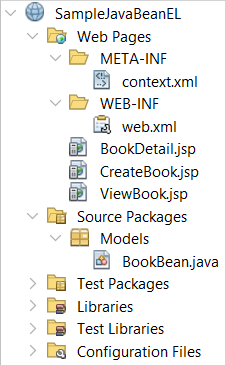 SampleJavaBeanEL
Web Pages
META-INF
context.xml
WEB-INF
web.xml
BookDetail.jsp
CreateBook.jsp
ViewBook.jsp
Source Packages
Models
BookBean.java
Test Packages
Libraries
Test Libraries
Configuration Files